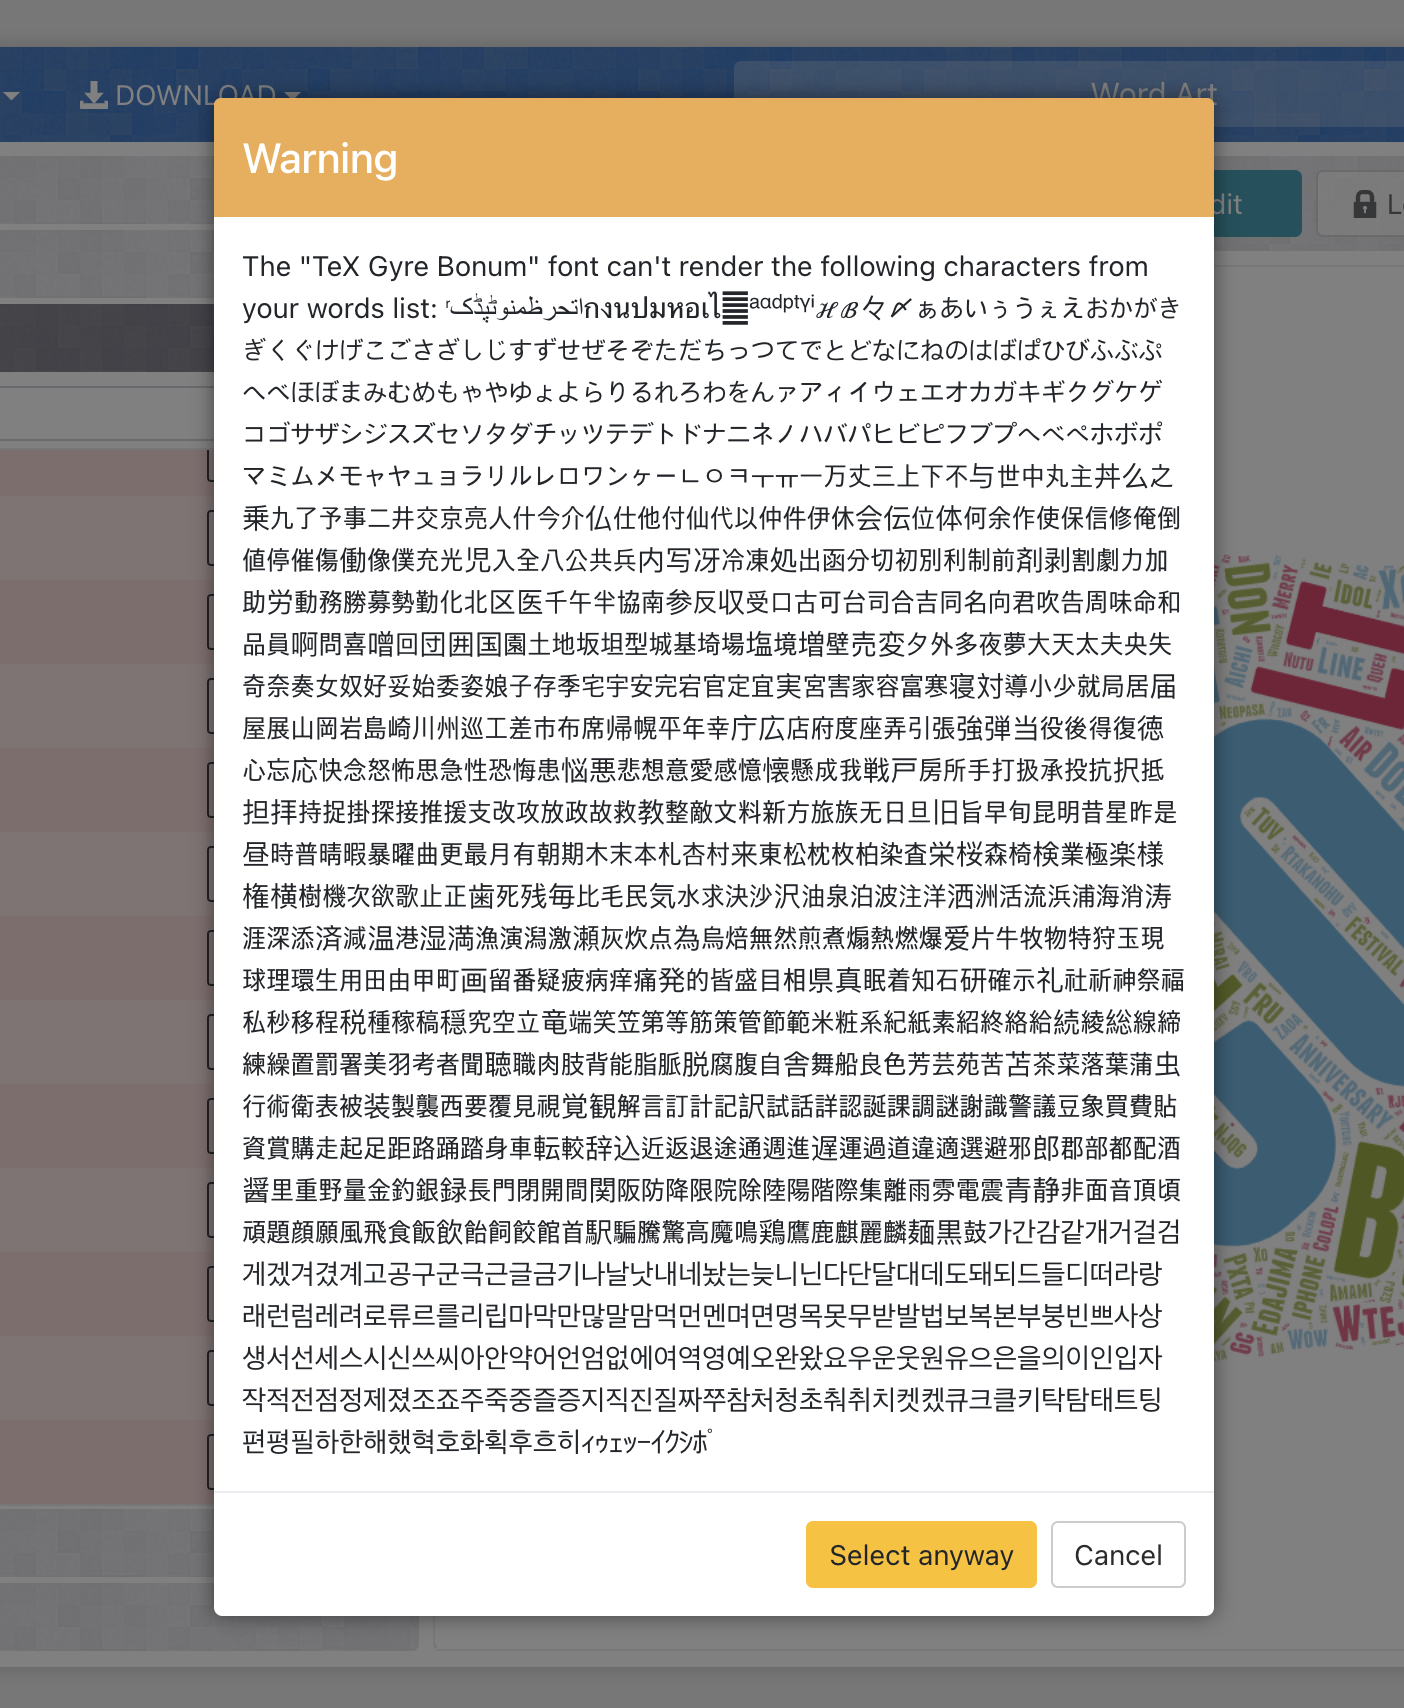 DOWNLOAD
Word Art
Warning
dit
The "TeX Gyre Bonum" font can't render the following characters from
your words list:
ぎくぐけげこごさざしじすずせぜそぞただちっつてでとどなにねのはばぱひびふぶぷ
へべほぼまみむめもゃやゆょよらりるれろわをんァアィイウェエオカガキギクグケゲ
コゴサザシジスズセソタダチッツテデトドナニネノハバパヒビピフブプヘベペホボポ
マミムメモャヤュョラリルレロワンヶーㄴㅇㅋㅜㅠ一万丈三上下不与世中丸主丼么之
乗九了予事二井交京亮人什今介仏仕他付仙代以仲件伊休会伝位体何余作使保信修俺倒
値停催傷働像僕充光児入全八公共兵内写冴冷凍処出函分切初別利制前剤剥割劇力加
助労動務勝募勢勤化北区医千午半協南参反収受口古可台司合吉同名向君吹告周味命和
品員啊問喜噌回団囲国園土地坂坦型城基埼場塩境増壁売変夕外多夜夢大天太夫央失
奇奈奏女奴好妥始委姿娘子存季宅宇安完宕官定宜実宮害家容富寒寝対導小少就局居届
屋展山岡岩島崎川州巡工差市布席帰幌平年幸庁広店府度座弄引張強弾当役後得復徳
心忘応快念怒怖思急性恐悔患悩悪悲想意愛感憶懐懸成我戦戸房所手打扱承投抗択抵
担拝持捉掛探接推援支改攻放政故救教整敵文料新方旅族无日旦旧旨早旬昆明昔星昨是
昼時普晴暇暴曜曲更最月有朝期木末本札杏村来東松枕枚柏染査栄桜森椅検業極楽様
権横樹機次欲歌止正歯死残毎比毛民気水求決沙沢油泉泊波注洋洒洲活流浜浦海消涛
涯深添済減温港湿満漁演潟激瀬灰炊点為烏焙無然煎煮煽熱燃爆爱片牛牧物特狩玉現
球理環生用田由甲町画留番疑疲病痒痛発的皆盛目相県真眠着知石研確示礼社祈神祭福
私秒移程税種稼稿穏究空立竜端笑笠第等筋策管節範米粧系紀紙素紹終絡給続綾総線締
練繰置罰署美羽考者聞聴職肉肢背能脂脈脱腐腹自舎舞船良色芳芸苑苦苫茶菜落葉蒲虫
行術衛表被装製襲西要覆見視覚観解言訂計記訳試話詳認誕課調謎謝識警議豆象買費貼
資賞購走起足距路踊踏身車転較辞込近返退途通週進遅運過道違適選避邪郎郡部都配酒
醤里重野量金釣銀録長門閉開間関阪防降限院除陸陽階際集離雨雰電震青静非面音頂頃
頑題顔願風飛食飯飲飴飼餃館首駅騙騰驚高魔鳴鶏鷹鹿麒麗麟麺黒鼓가간감같개거걸검
게겠겨겼계고공구군극근글금기나날낫내네놨는늦니닌다단달대데도돼되드들디떠라랑
래런럼레려로류르를리립마막만많말맘먹먼멘며면명목못무받발법보복본부붕빈쁘사상
생서선세스시신쓰씨아안약어언엄없에여역영예오완왔요우운웃원유으은을의이인입자
작적전점정제졌조죠주죽중즐증지직진질짜쭈참처청초춰취치켓켰큐크클키탁탐태트팅
편평필하한해했혁호화획후흐히ｨｩｪｯｰｲｸｼﾎﾟ
Select anyway
Cancel
DON
MERRY
IDOL
NUTU
LINE
QUEH
AICHI
NEOPASA
AIR
TUV
RTAKANOHU
FESTIVAL
VRO
FRU
ZADA
ANNIVERSARY
NJQG
COLOPL
EDAJIMA
IPHONE
PXTA
AMAMI
WOW
GC